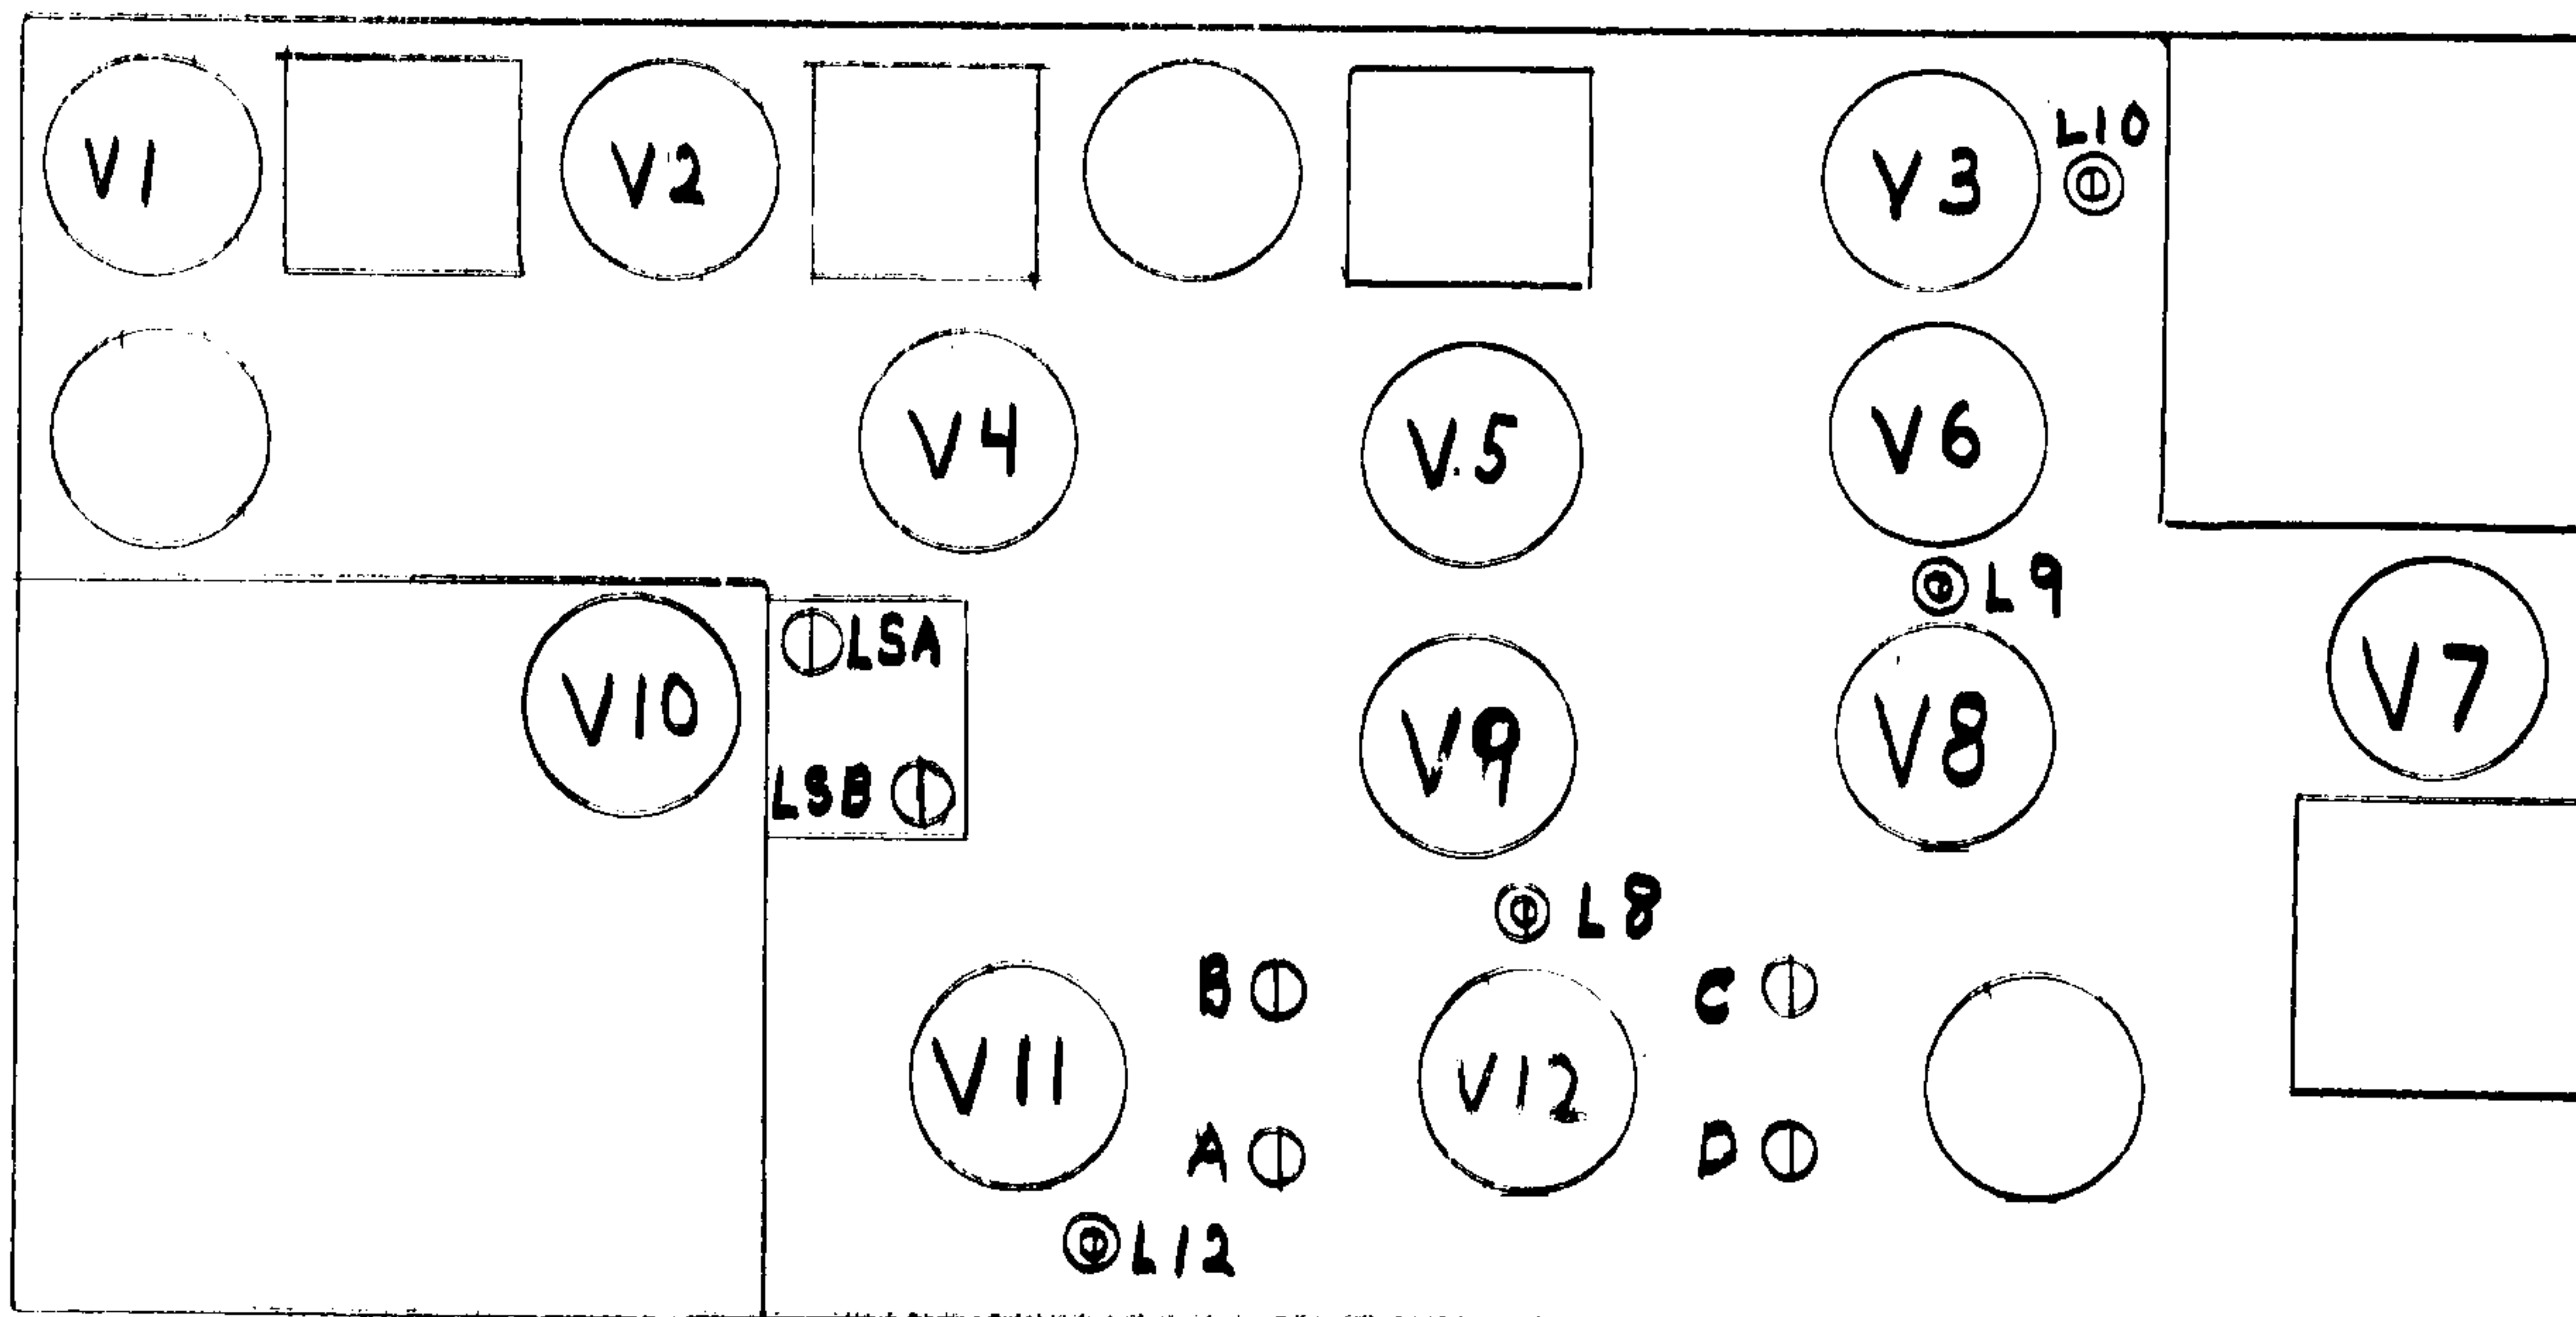 V1 V2 V3 L10
V4 V.5 V6
L9
V10 LSA V9 V8 V7
LSB
L8
B C
V11 V12
A D
L12